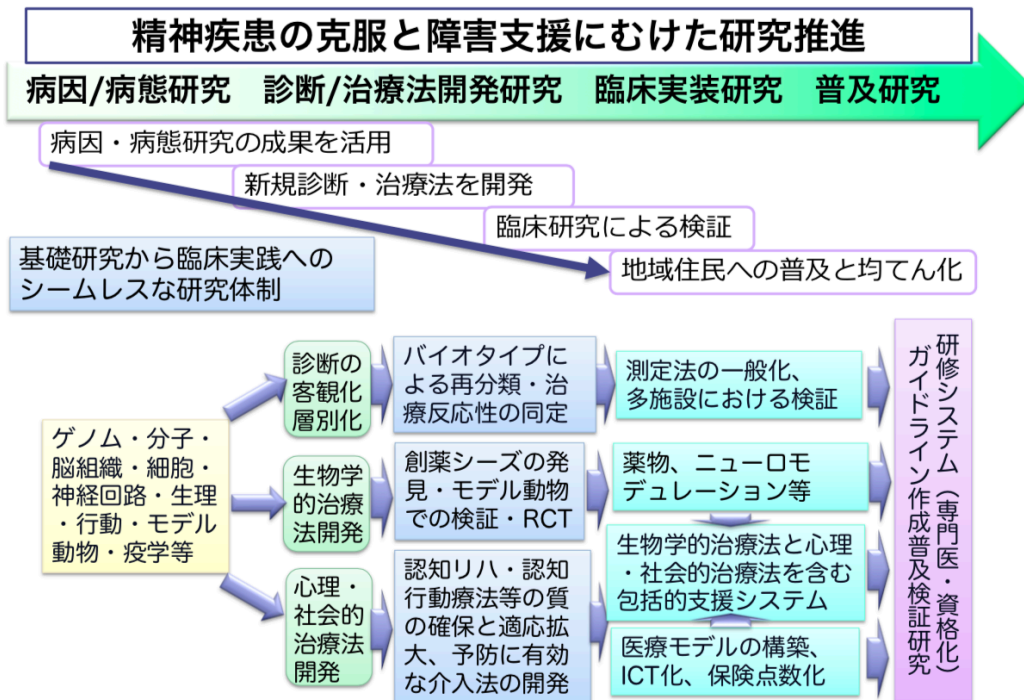 精神疾患の克服と障害支援にむけた研究推進
病因/病態研究　診断/治療法開発研究　臨床実装研究　普及研究
病因・病態研究の成果を活用
新規診断・治療法を開発
臨床研究による検証
地域住民への普及と均てん化
基礎研究から臨床実践への
シームレスな研究体制
ゲノム・分子・
脳組織・細胞・
神経回路・生理
・行動・モデル
動物・疫学等
診断の
客観化
層別化
バイオタイプに
よる再分類・治
療反応性の同定
測定法の一般化、
多施設における検証
生物学
的治療
法開発
創薬シーズの発
見・モデル動物
での検証・RCT
薬物、ニューロモ
デュレーション等
生物学的治療法と心理
・社会的治療法を含む
包括的支援システム
心理・
社会的
治療法
開発
認知リハ・認知
行動療法等の質
の確保と適応拡
大、予防に有効
な介入法の開発
医療モデルの構築、
ICT化、保険点数化
研修システム（専門医・資格化）
ガイドライン作成普及検証研究